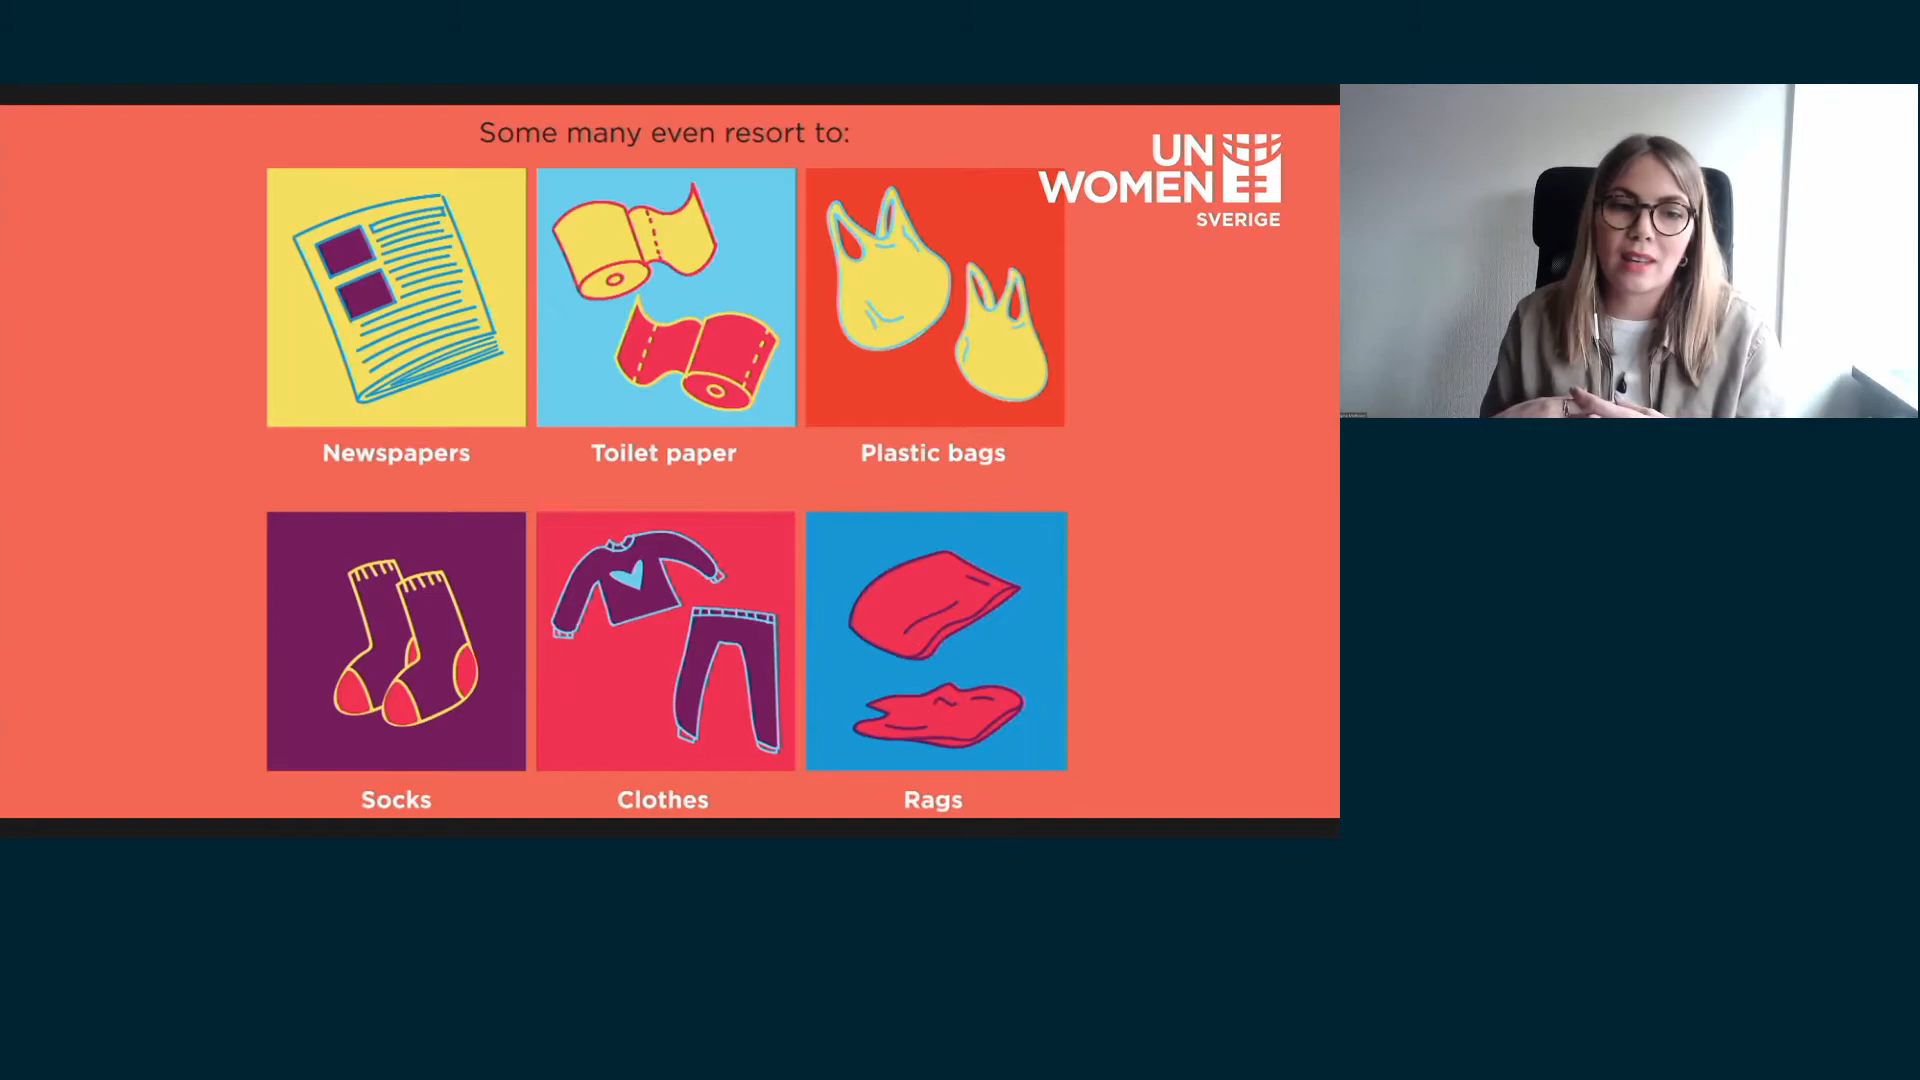 Some many even resort to:
UN
WOMEN
SVERIGE
Newspapers
Toilet paper
Plastic bags
Socks
Clothes
Rags